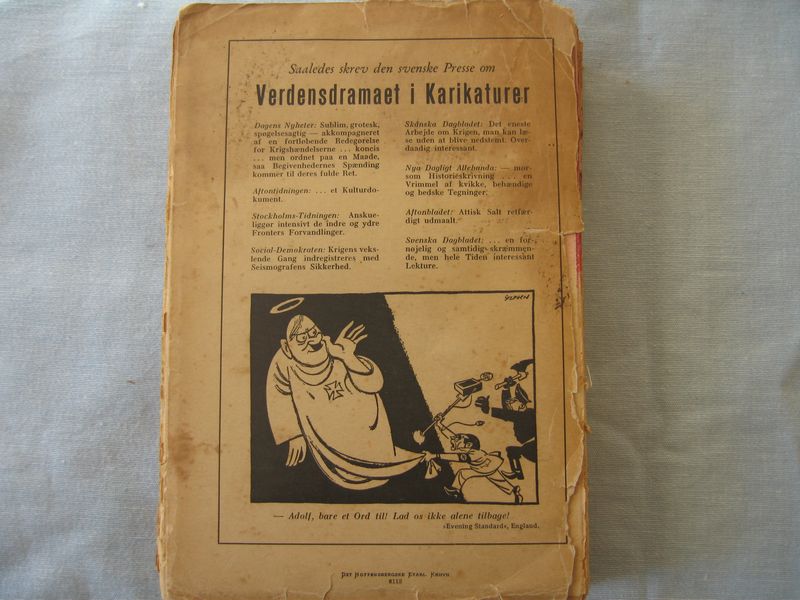 Saaledes skrev den svenske Presse om
Verdensdramaet i Karikaturer
Dagens Nyheter: Sublim, grotesk,
spøgelsesagtig — akkompagneret
af en fortløbende Redegørelse
for Krigshændelserne ... koncis
... men ordnet paa en Maade,
saa Begivenhedernes Spænding
kommer til deres fulde Ret.
Aftontidningen: ... et Kulturdo-
kument.
Stockholms-Tidningen: Anskue-
liggør intensivt de indre og ydre
Fronters Forvandlinger.
Social-Demokraten: Krigens veks-
lende Gang indregistreres med
Seismografens Sikkerhed.
Skånska Dagbladet: Det eneste
Arbejde om Krigen, man kan læ-
se uden at blive nedstemt. Over-
daadig interessant.
Nya Dagligt Allehanda: — mor-
som Historieskrivning ... en
Vrimmel af kvikke, behændige
og bedske Tegninger.
Aftonbladet: Attisk Salt retfær-
digt udmaalt.
Svenska Dagbladet: ... en for-
nøjelig og samtidig skræmmen-
de, men hele Tiden interessant
Lekture.
— Adolf, bare et Ord til! Lad os ikke alene tilbage!
»Evening Standard«, England.
Det Hoffensbergske Etabl. Kbhvn.